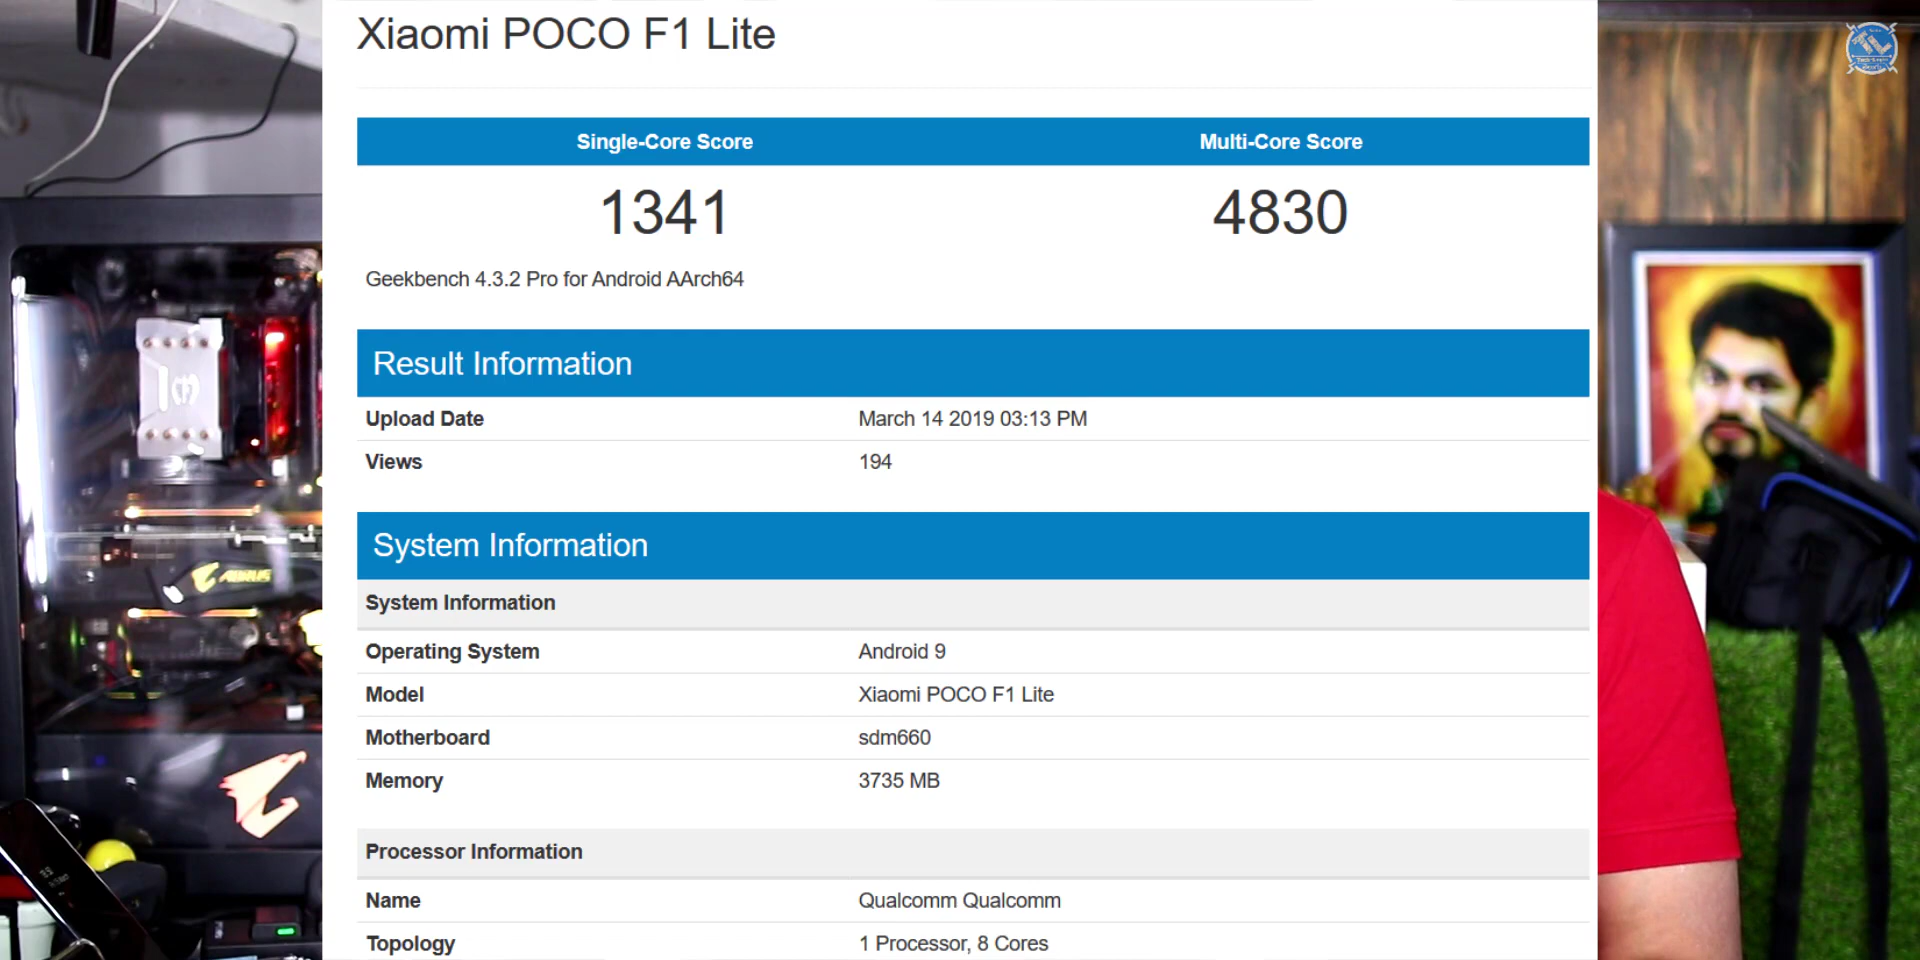 Xiaomi POCO F1 Lite
Single-Core Score Multi-Core Score
1341 4830
Geekbench 4.3.2 Pro for Android AArch64
Result Information
Upload Date March 14 2019 03:13 PM
Views 194
System Information
System Information
Operating System Android 9
Model Xiaomi POCO F1 Lite
Motherboard sdm660
Memory 3735 MB
Processor Information
Name Qualcomm Qualcomm
Topology 1 Processor, 8 Cores
AORUS